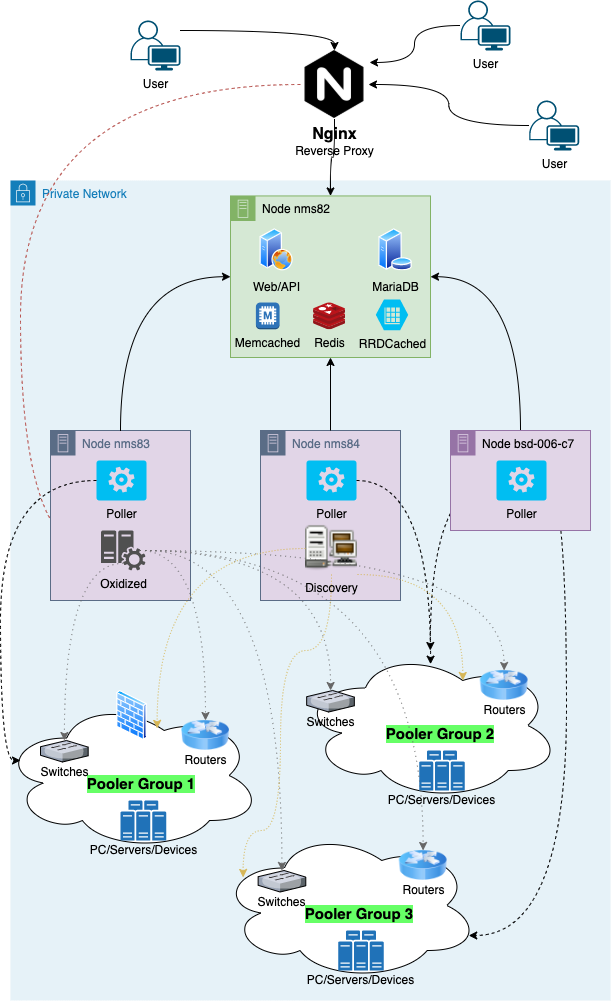 User
User
User
N
Nginx
Reverse Proxy
Private Network
Node nms82
Web/API
MariaDB
M
Memcached
Redis
RRDCached
Node nms83
Poller
Oxidized
Node nms84
Poller
Discovery
Node bsd-006-c7
Poller
Switches
Routers
Pooler Group 2
PC/Servers/Devices
Switches
Routers
Pooler Group 1
PC/Servers/Devices
Switches
Routers
Pooler Group 3
PC/Servers/Devices